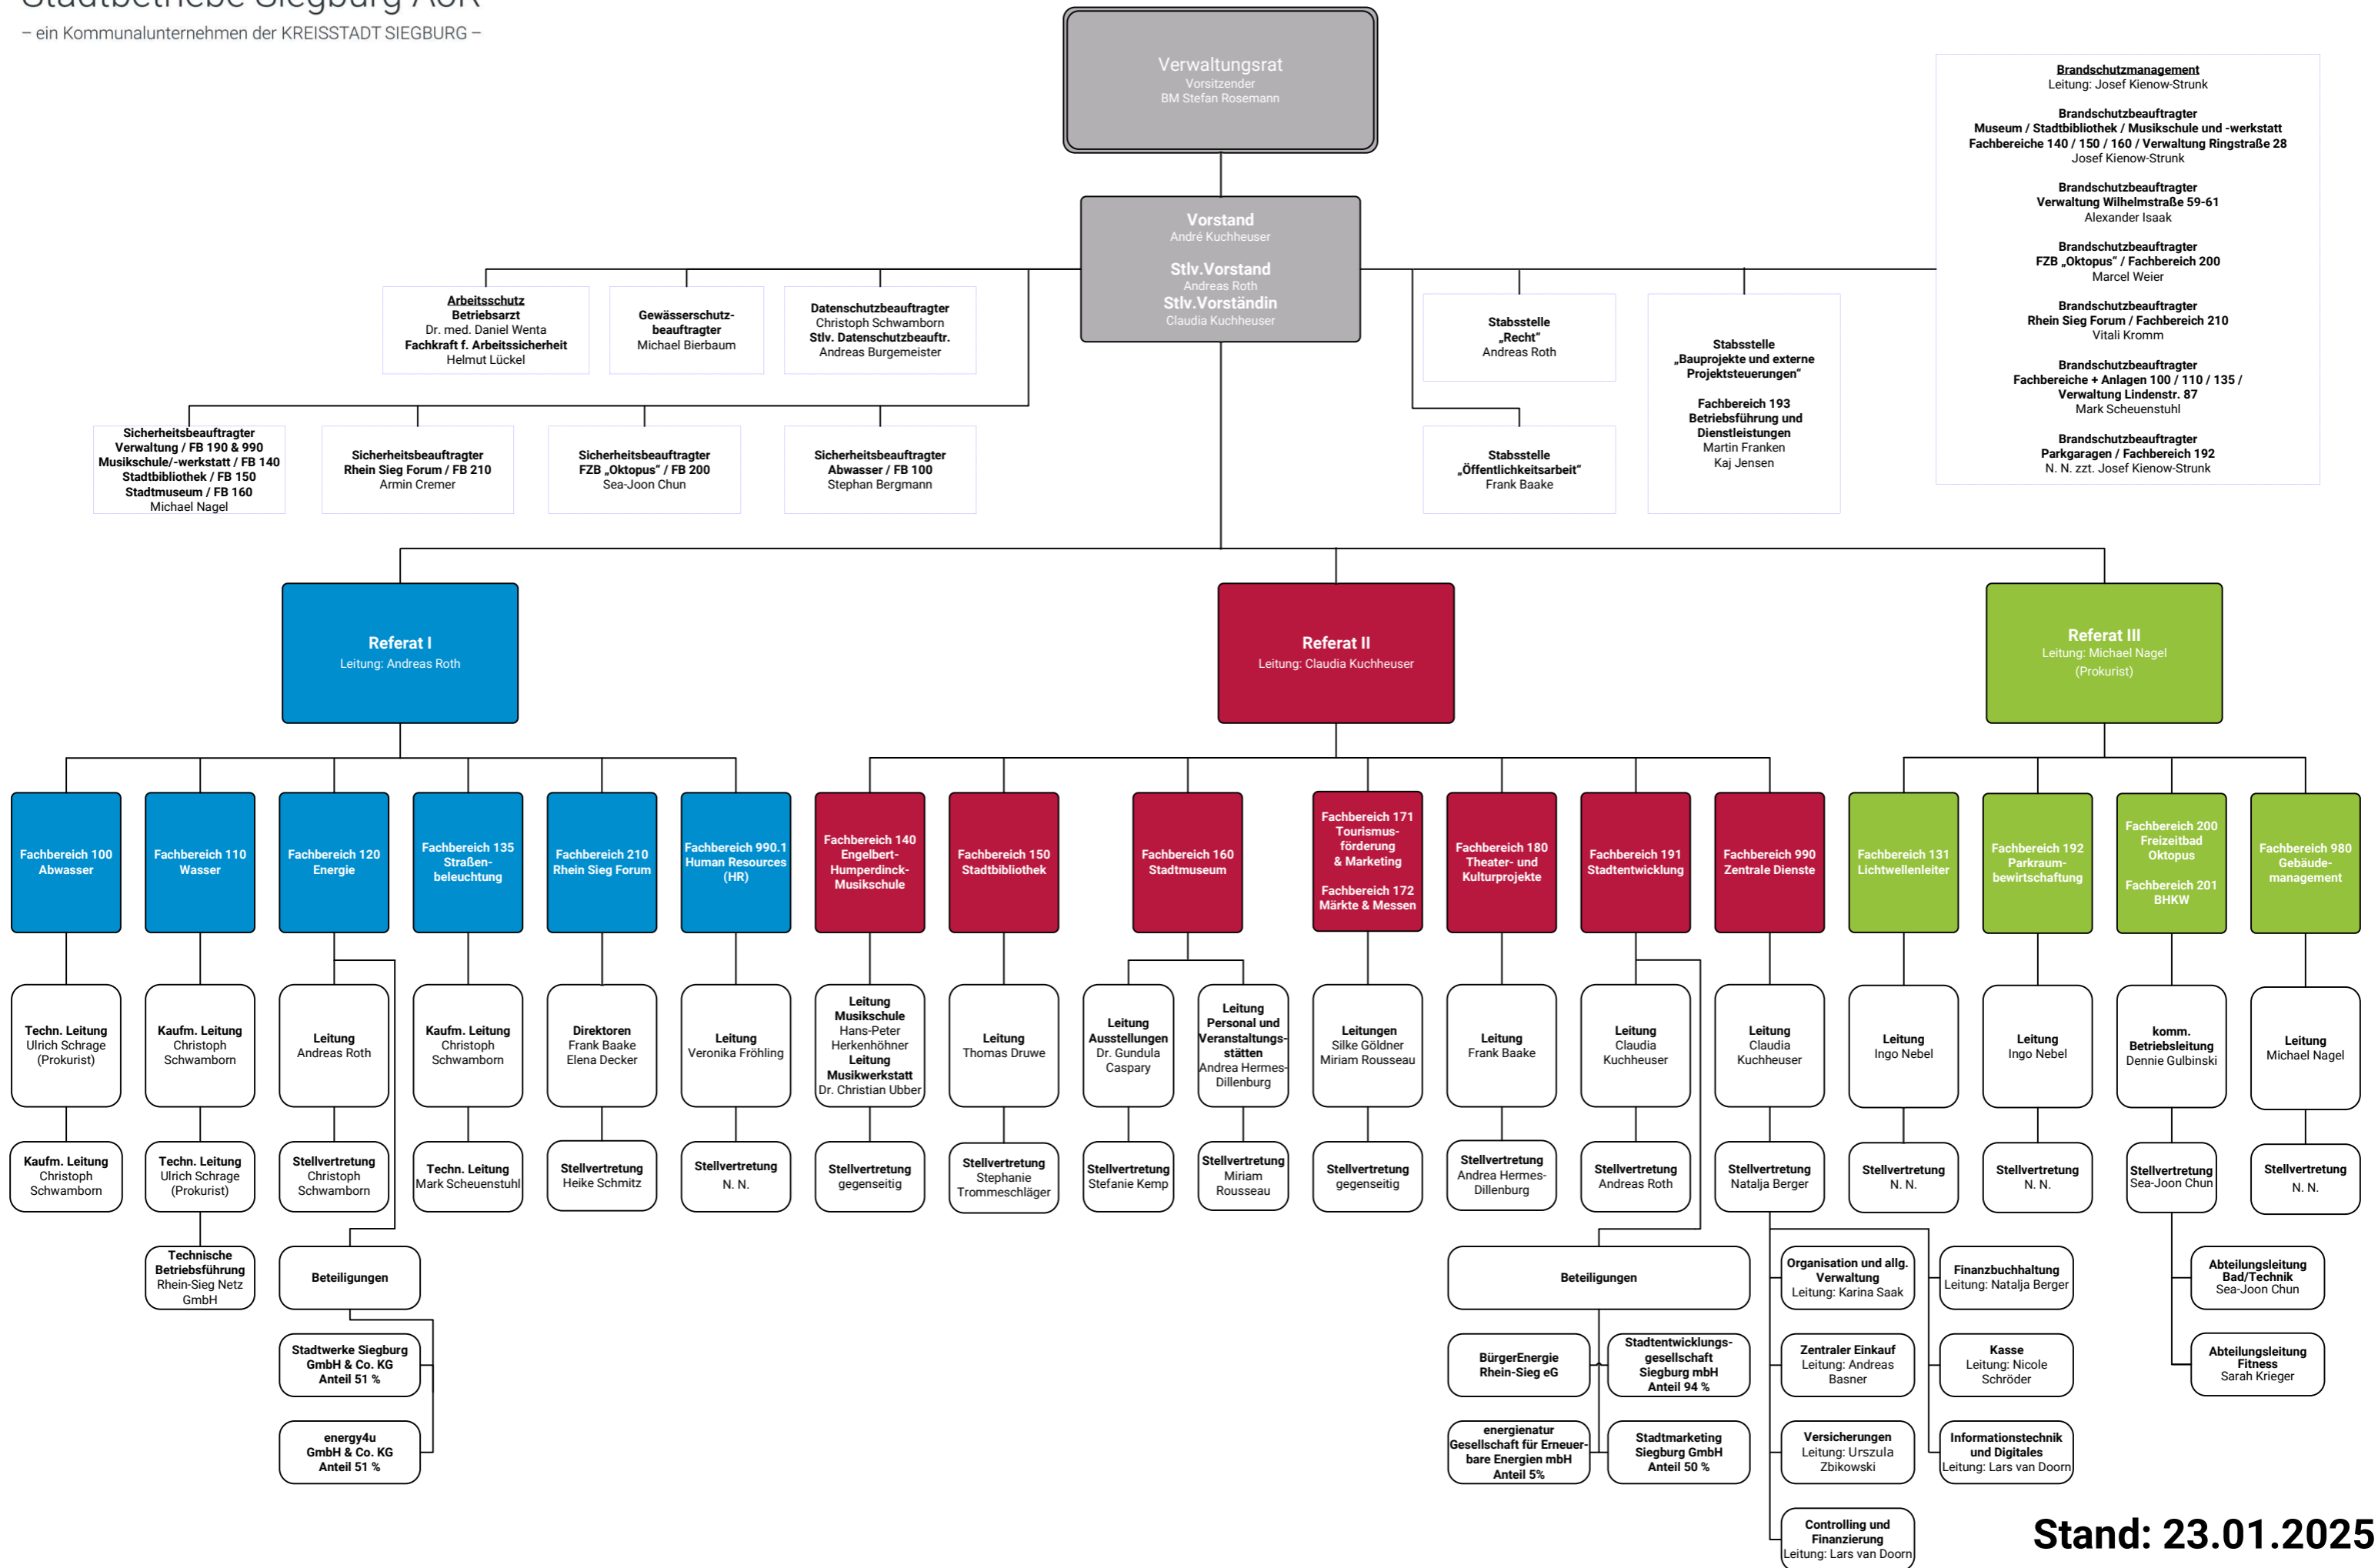 Stadtbetriebe Siegburg AöR
– ein Kommunalunternehmen der KREISSTADT SIEGBURG –
Verwaltungsrat
Vorsitzender
BM Stefan Rosemann
Vorstand
André Kuchheuser
Stlv.Vorstand
Andreas Roth
Stlv.Vorständin
Claudia Kuchheuser
Brandschutzmanagement
Leitung: Josef Kienow-Strunk
Brandschutzbeauftragter
Museum / Stadtbibliothek / Musikschule und -werkstatt
Fachbereiche 140 / 150 / 160 / Verwaltung Ringstraße 28
Josef Kienow-Strunk
Brandschutzbeauftragter
Verwaltung Wilhelmstraße 59-61
Alexander Isaak
Brandschutzbeauftragter
FZB „Oktopus“ / Fachbereich 200
Marcel Weier
Brandschutzbeauftragter
Rhein Sieg Forum / Fachbereich 210
Vitali Kromm
Brandschutzbeauftragter
Fachbereiche + Anlagen 100 / 110 / 135 /
Verwaltung Lindenstr. 87
Mark Scheuenstuhl
Brandschutzbeauftragter
Parkgaragen / Fachbereich 192
N. N. zzt. Josef Kienow-Strunk
Arbeitsschutz
Betriebsarzt
Dr. med. Daniel Wenta
Fachkraft f. Arbeitssicherheit
Helmut Lückel
Gewässerschutz-
beauftragter
Michael Bierbaum
Datenschutzbeauftragter
Christoph Schwamborn
Stlv. Datenschutzbeauftr.
Andreas Burgemeister
Stabsstelle
„Recht“
Andreas Roth
Stabsstelle
„Bauprojekte und externe
Projektsteuerungen“
Fachbereich 193
Betriebsführung und
Dienstleistungen
Martin Franken
Kaj Jensen
Sicherheitsbeauftragter
Verwaltung / FB 190 & 990
Musikschule/-werkstatt / FB 140
Stadtbibliothek / FB 150
Stadtmuseum / FB 160
Michael Nagel
Sicherheitsbeauftragter
Rhein Sieg Forum / FB 210
Armin Cremer
Sicherheitsbeauftragter
FZB „Oktopus“ / FB 200
Sea-Joon Chun
Sicherheitsbeauftragter
Abwasser / FB 100
Stephan Bergmann
Stabsstelle
„Öffentlichkeitsarbeit“
Frank Baake
Referat I
Leitung: Andreas Roth
Referat II
Leitung: Claudia Kuchheuser
Referat III
Leitung: Michael Nagel
(Prokurist)
Fachbereich 100
Abwasser
Fachbereich 110
Wasser
Fachbereich 120
Energie
Fachbereich 135
Straßen-
beleuchtung
Fachbereich 210
Rhein Sieg Forum
Fachbereich 990.1
Human Resources
(HR)
Fachbereich 140
Engelbert-
Humperdinck-
Musikschule
Fachbereich 150
Stadtbibliothek
Fachbereich 160
Stadtmuseum
Fachbereich 171
Tourismus-
förderung
& Marketing
Fachbereich 172
Märkte & Messen
Fachbereich 180
Theater- und
Kulturprojekte
Fachbereich 191
Stadtentwicklung
Fachbereich 990
Zentrale Dienste
Fachbereich 131
Lichtwellenleiter
Fachbereich 192
Parkraum-
bewirtschaftung
Fachbereich 200
Freizeitbad
Oktopus
Fachbereich 201
BHKW
Fachbereich 980
Gebäude-
management
Techn. Leitung
Ulrich Schrage
(Prokurist)
Kaufm. Leitung
Christoph
Schwamborn
Leitung
Andreas Roth
Kaufm. Leitung
Christoph
Schwamborn
Direktoren
Frank Baake
Elena Decker
Leitung
Veronika Fröhling
Leitung
Musikschule
Hans-Peter
Herkenhöhner
Leitung
Musikwerkstatt
Dr. Christian Ubber
Leitung
Thomas Druwe
Leitung
Ausstellungen
Dr. Gundula
Caspary
Leitung
Personal und
Veranstaltungs-
stätten
Andrea Hermes-
Dillenburg
Leitungen
Silke Göldner
Miriam Rousseau
Leitung
Frank Baake
Leitung
Claudia
Kuchheuser
Leitung
Claudia
Kuchheuser
Leitung
Ingo Nebel
Leitung
Ingo Nebel
komm.
Betriebsleitung
Dennie Gulbinski
Leitung
Michael Nagel
Kaufm. Leitung
Christoph
Schwamborn
Techn. Leitung
Ulrich Schrage
(Prokurist)
Stellvertretung
Christoph
Schwamborn
Techn. Leitung
Mark Scheuenstuhl
Stellvertretung
Heike Schmitz
Stellvertretung
N. N.
Stellvertretung
gegenseitig
Stellvertretung
Stephanie
Trommeschläger
Stellvertretung
Stefanie Kemp
Stellvertretung
Miriam
Rousseau
Stellvertretung
gegenseitig
Stellvertretung
Andrea Hermes-
Dillenburg
Stellvertretung
Andreas Roth
Stellvertretung
Natalja Berger
Stellvertretung
N. N.
Stellvertretung
N. N.
Stellvertretung
Sea-Joon Chun
Stellvertretung
N. N.
Technische
Betriebsführung
Rhein-Sieg Netz
GmbH
Beteiligungen
Stadtwerke Siegburg
GmbH & Co. KG
Anteil 51 %
energy4u
GmbH & Co. KG
Anteil 51 %
Beteiligungen
BürgerEnergie
Rhein-Sieg eG
Stadtentwicklungs-
gesellschaft
Siegburg mbH
Anteil 94 %
energienatur
Gesellschaft für Erneuer-
bare Energien mbH
Anteil 5%
Stadtmarketing
Siegburg GmbH
Anteil 50 %
Organisation und allg.
Verwaltung
Leitung: Karina Saak
Finanzbuchhaltung
Leitung: Natalja Berger
Zentraler Einkauf
Leitung: Andreas
Basner
Kasse
Leitung: Nicole
Schröder
Versicherungen
Leitung: Urszula
Zbikowski
Informationstechnik
und Digitales
Leitung: Lars van Doorn
Controlling und
Finanzierung
Leitung: Lars van Doorn
Abteilungsleitung
Bad/Technik
Sea-Joon Chun
Abteilungsleitung
Fitness
Sarah Krieger
Stand: 23.01.2025